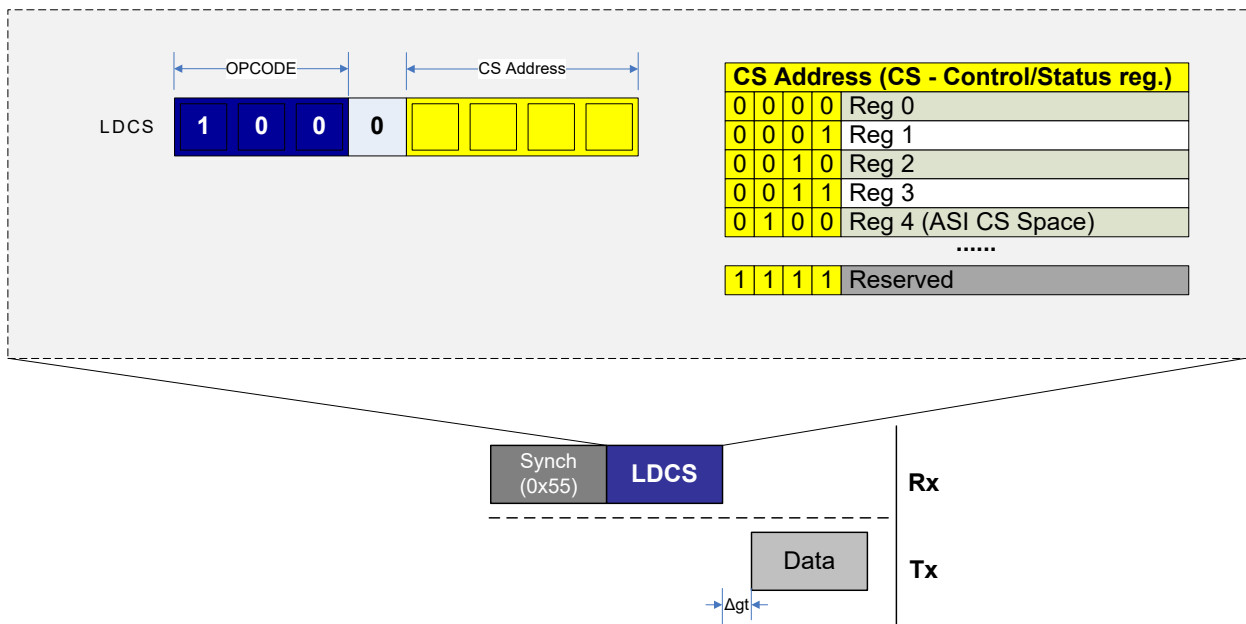 OPCODE CS Address
LDCS 1 0 0 0
CS Address (CS - Control/Status reg.)
0 0 0 0 Reg 0
0 0 0 1 Reg 1
0 0 1 0 Reg 2
0 0 1 1 Reg 3
0 1 0 0 Reg 4 (ASI CS Space)
......
1 1 1 1 Reserved
Synch
(0x55)
LDCS
Rx
Data
Tx
Δgt